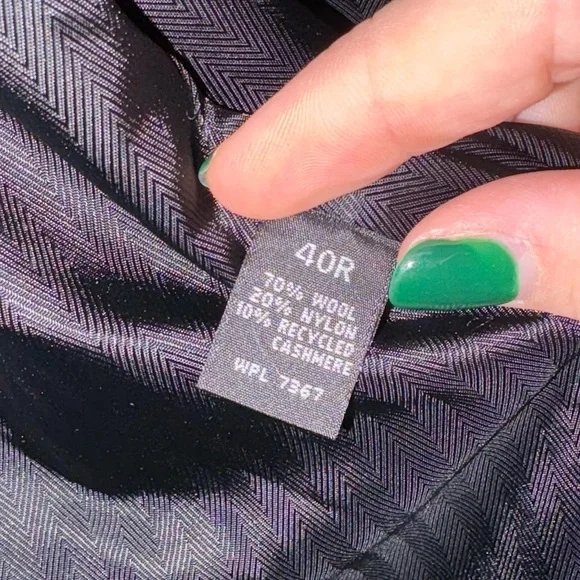 40R
70% WOOL
20% NYLON
10% RECYCLED
CASHMERE
WPL 7367